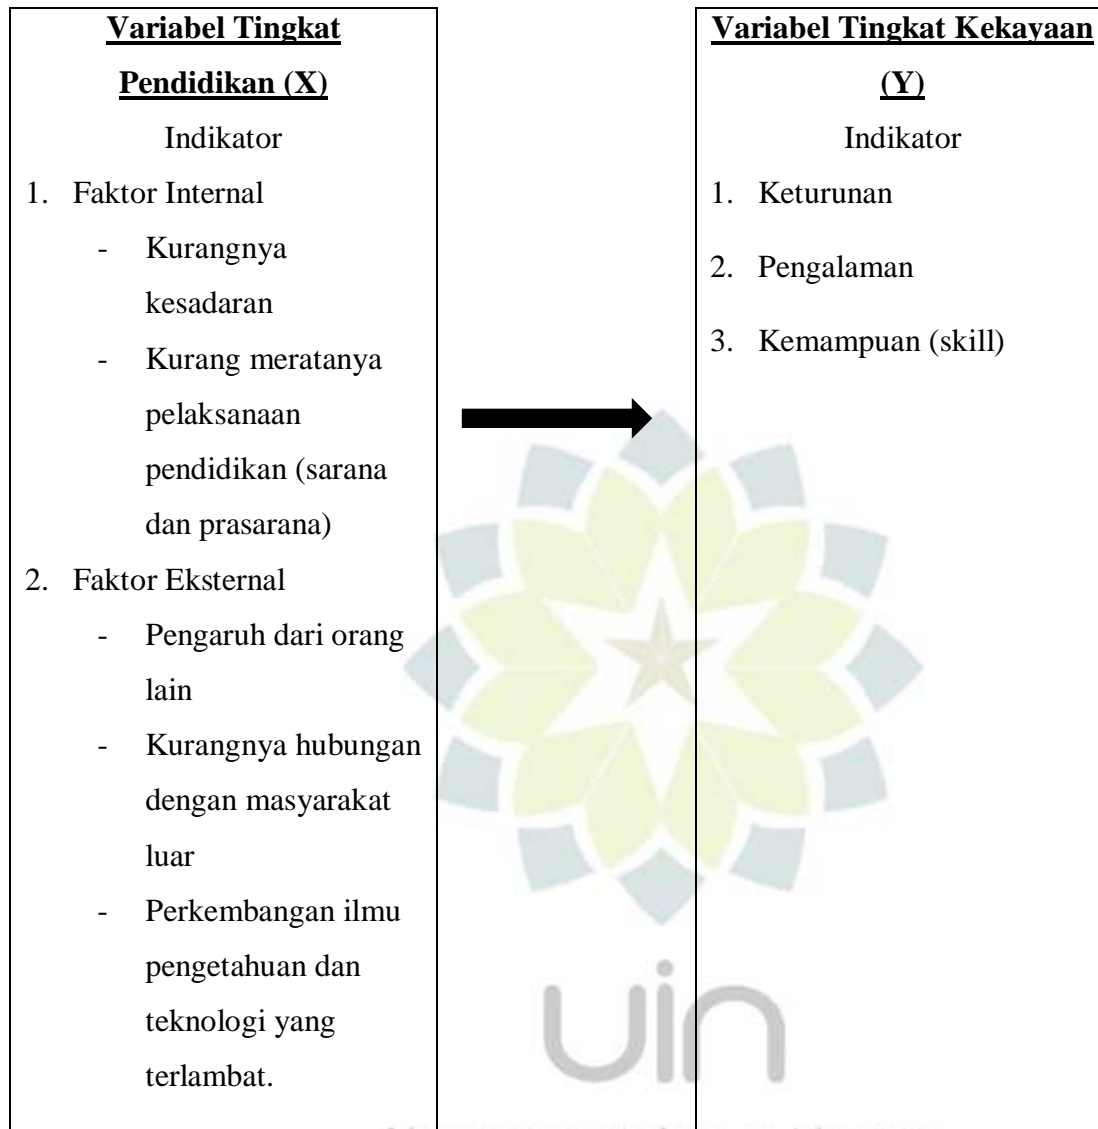 Variabel Tingkat
Pendidikan (X)
Indikator
1. Faktor Internal
- Kurangnya
kesadaran
- Kurang meratanya
pelaksanaan
pendidikan (sarana
dan prasarana)
2. Faktor Eksternal
- Pengaruh dari orang
lain
- Kurangnya hubungan
dengan masyarakat
luar
- Perkembangan ilmu
pengetahuan dan
teknologi yang
terlambat.
Variabel Tingkat Kekayaan
(Y)
Indikator
1. Keturunan
2. Pengalaman
3. Kemampuan (skill)
uin